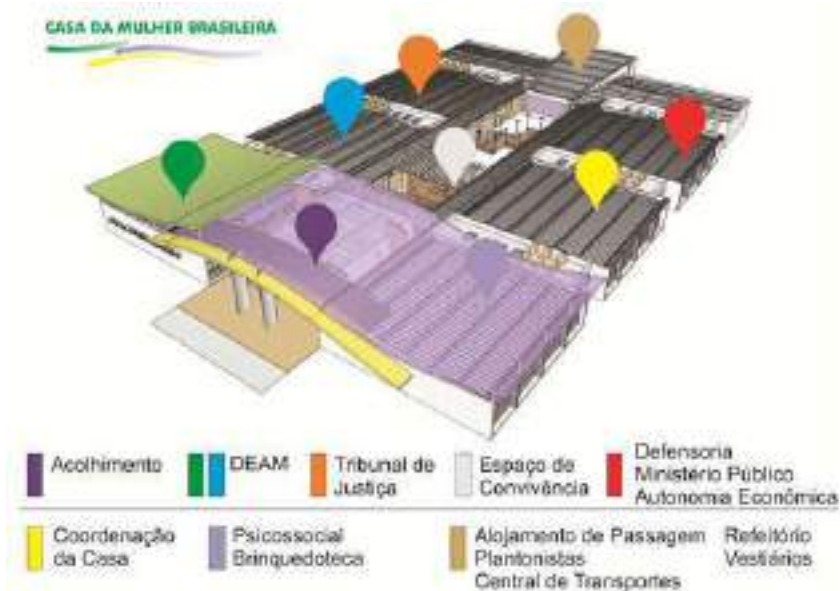 CASA DA MULHER BRASILEIRA
Acolhimento
DEAM
Tribunal de
Justiça
Espaço de
Convivência
Defensoria
Ministério Público
Autonomia Econômica
Coordenação
da Casa
Psicossocial
Brinquedoteca
Alojamento de Passagem
Plantonistas
Central de Transportes
Refeitório
Vestiários